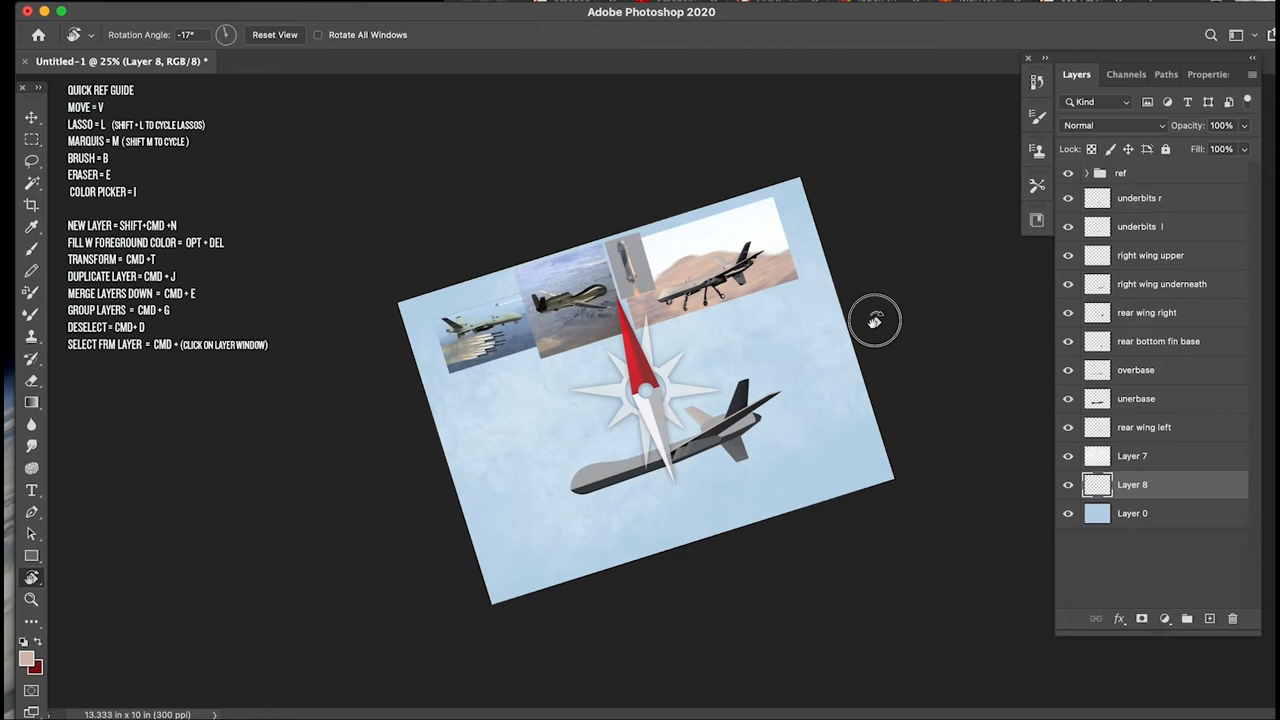 Adobe Photoshop 2020
Rotation Angle: -17° Reset View Rotate All Windows
Untitled-1 @ 25% (Layer 8, RGB/8) *
QUICK REF GUIDE
MOVE = V
LASSO = L (SHIFT + L TO CYCLE LASSOS)
MARQUIS = M ( SHIFT M TO CYCLE )
BRUSH = B
ERASER = E
COLOR PICKER = I
NEW LAYER = SHIFT+CMD +N
FILL W FOREGROUND COLOR = OPT + DEL
TRANSFORM = CMD +T
DUPLICATE LAYER = CMD + J
MERGE LAYERS DOWN = CMD + E
GROUP LAYERS = CMD + G
DESELECT = CMD+ D
SELECT FRM LAYER = CMD + (CLICK ON LAYER WINDOW)
Layers Channels Paths Propertie
Kind
Normal Opacity: 100%
Lock: Fill: 100%
ref
underbits r
underbits l
right wing upper
right wing underneath
rear wing right
rear bottom fin base
overbase
unerbase
rear wing left
Layer 7
Layer 8
Layer 0
fx
13.333 in x 10 in (300 ppi)